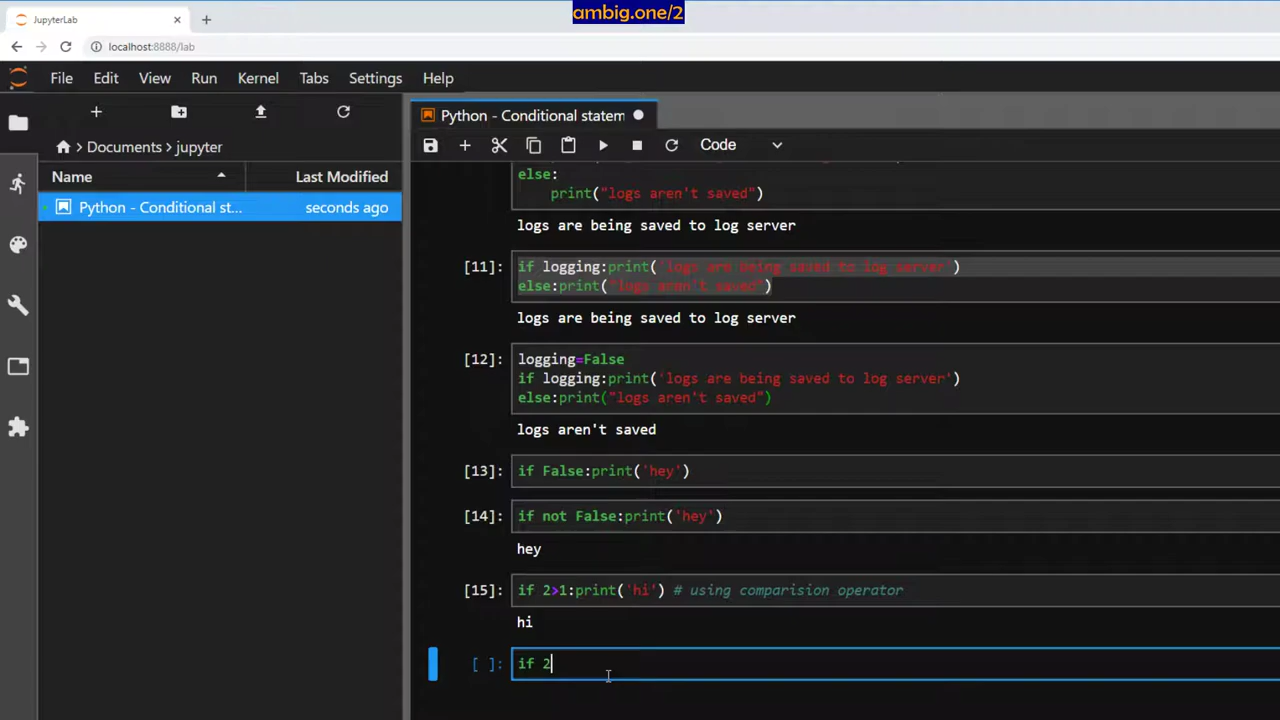 ambig.one/2
JupyterLab
localhost:8888/lab
File Edit View Run Kernel Tabs Settings Help
Documents > jupyter
Name Last Modified
Python - Conditional st... seconds ago
Python - Conditional statem
Code
else:
print("logs aren't saved")
logs are being saved to log server
[11]: if logging:print('logs are being saved to log server')
else:print("logs aren't saved")
logs are being saved to log server
[12]: logging=False
if logging:print('logs are being saved to log server')
else:print("logs aren't saved")
logs aren't saved
[13]: if False:print('hey')
[14]: if not False:print('hey')
hey
[15]: if 2>1:print('hi') # using comparision operator
hi
[ ]: if 2